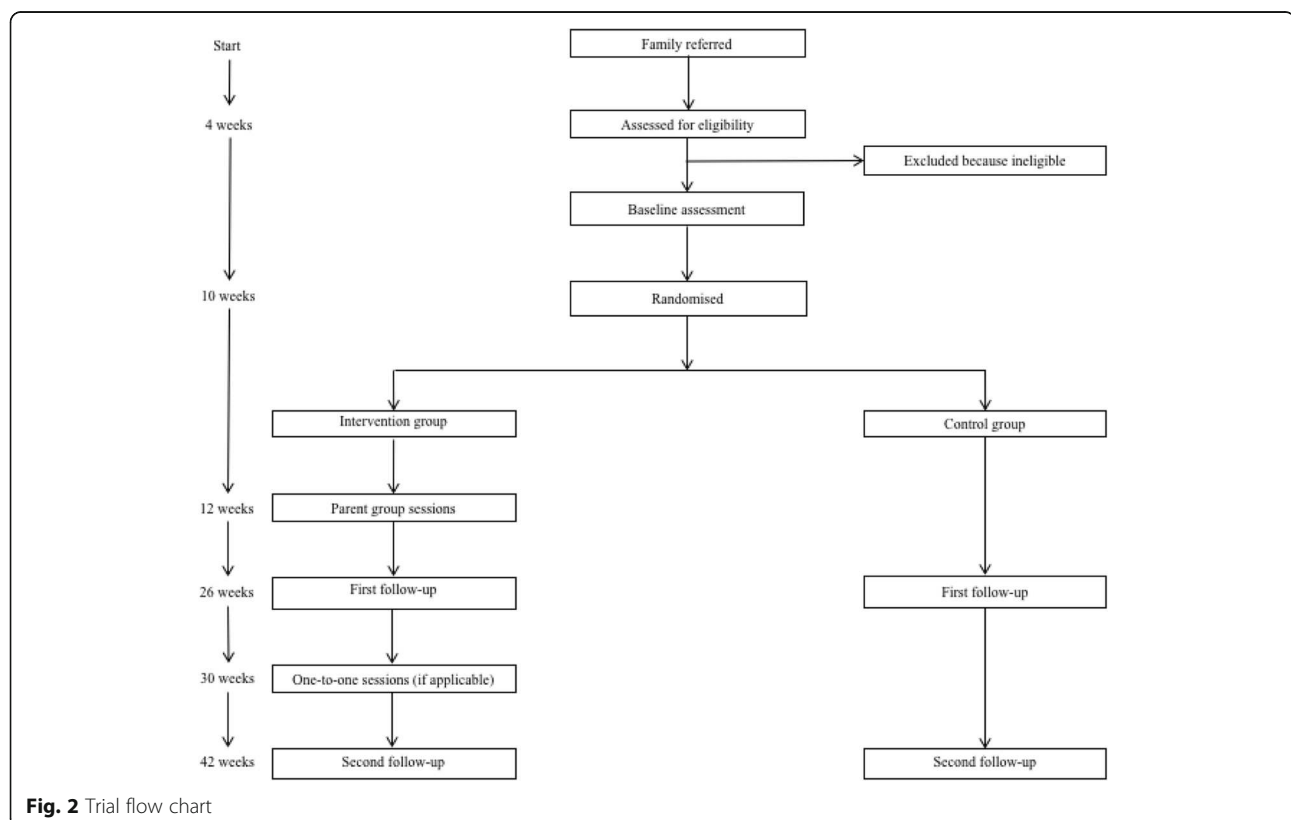 Start
Family referred
4 weeks
Assessed for eligibility
Excluded because ineligible
Baseline assessment
10 weeks
Randomised
Intervention group
Control group
12 weeks
Parent group sessions
26 weeks
First follow-up
First follow-up
30 weeks
One-to-one sessions (if applicable)
42 weeks
Second follow-up
Second follow-up
Fig. 2 Trial flow chart